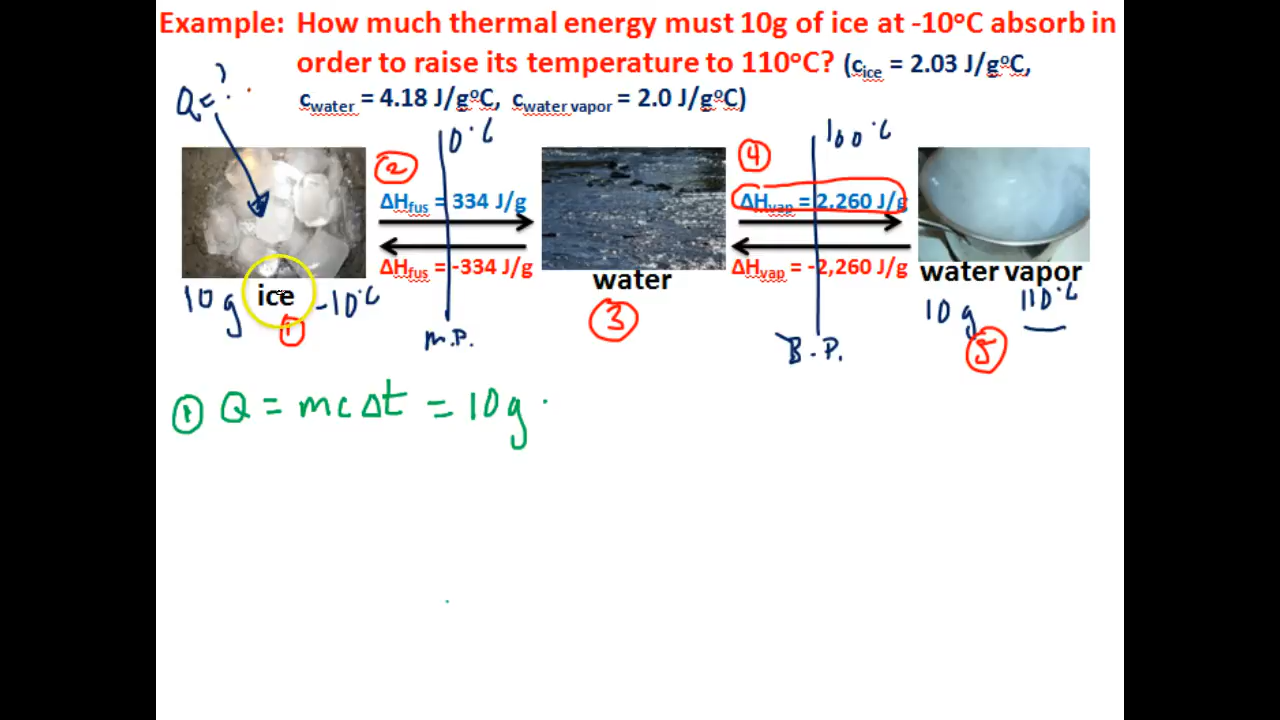 Example: How much thermal energy must 10g of ice at -10°C absorb in
order to raise its temperature to 110°C? (cice = 2.03 J/g°C,
cwater = 4.18 J/g°C, cwater vapor = 2.0 J/g°C)
Q = ?
0°C
100°C
2
4
ΔHfus = 334 J/g
ΔHvap = 2,260 J/g
ΔHfus = -334 J/g
ΔHvap = -2,260 J/g
ice
water
water vapor
10g
-10°C
10g
110°C
1
3
5
M.P.
B.P.
1 Q = mcΔt = 10g ·